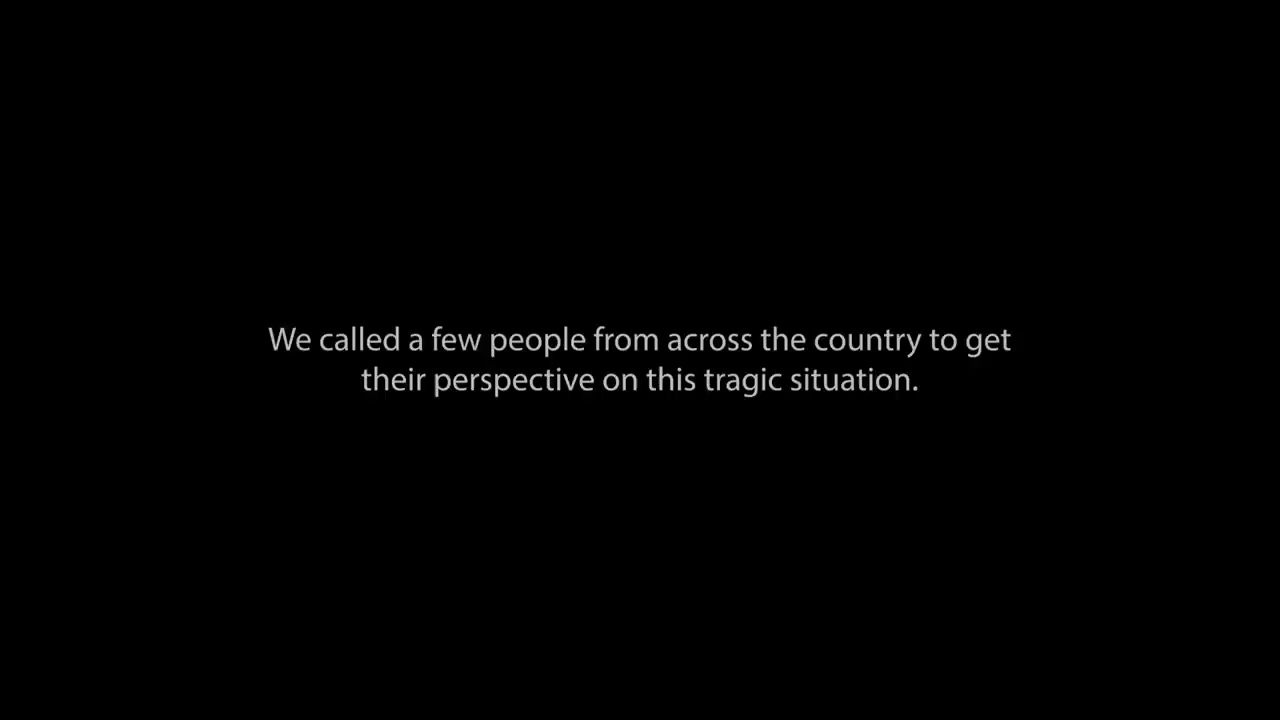 We called a few people from across the country to get
their perspective on this tragic situation.